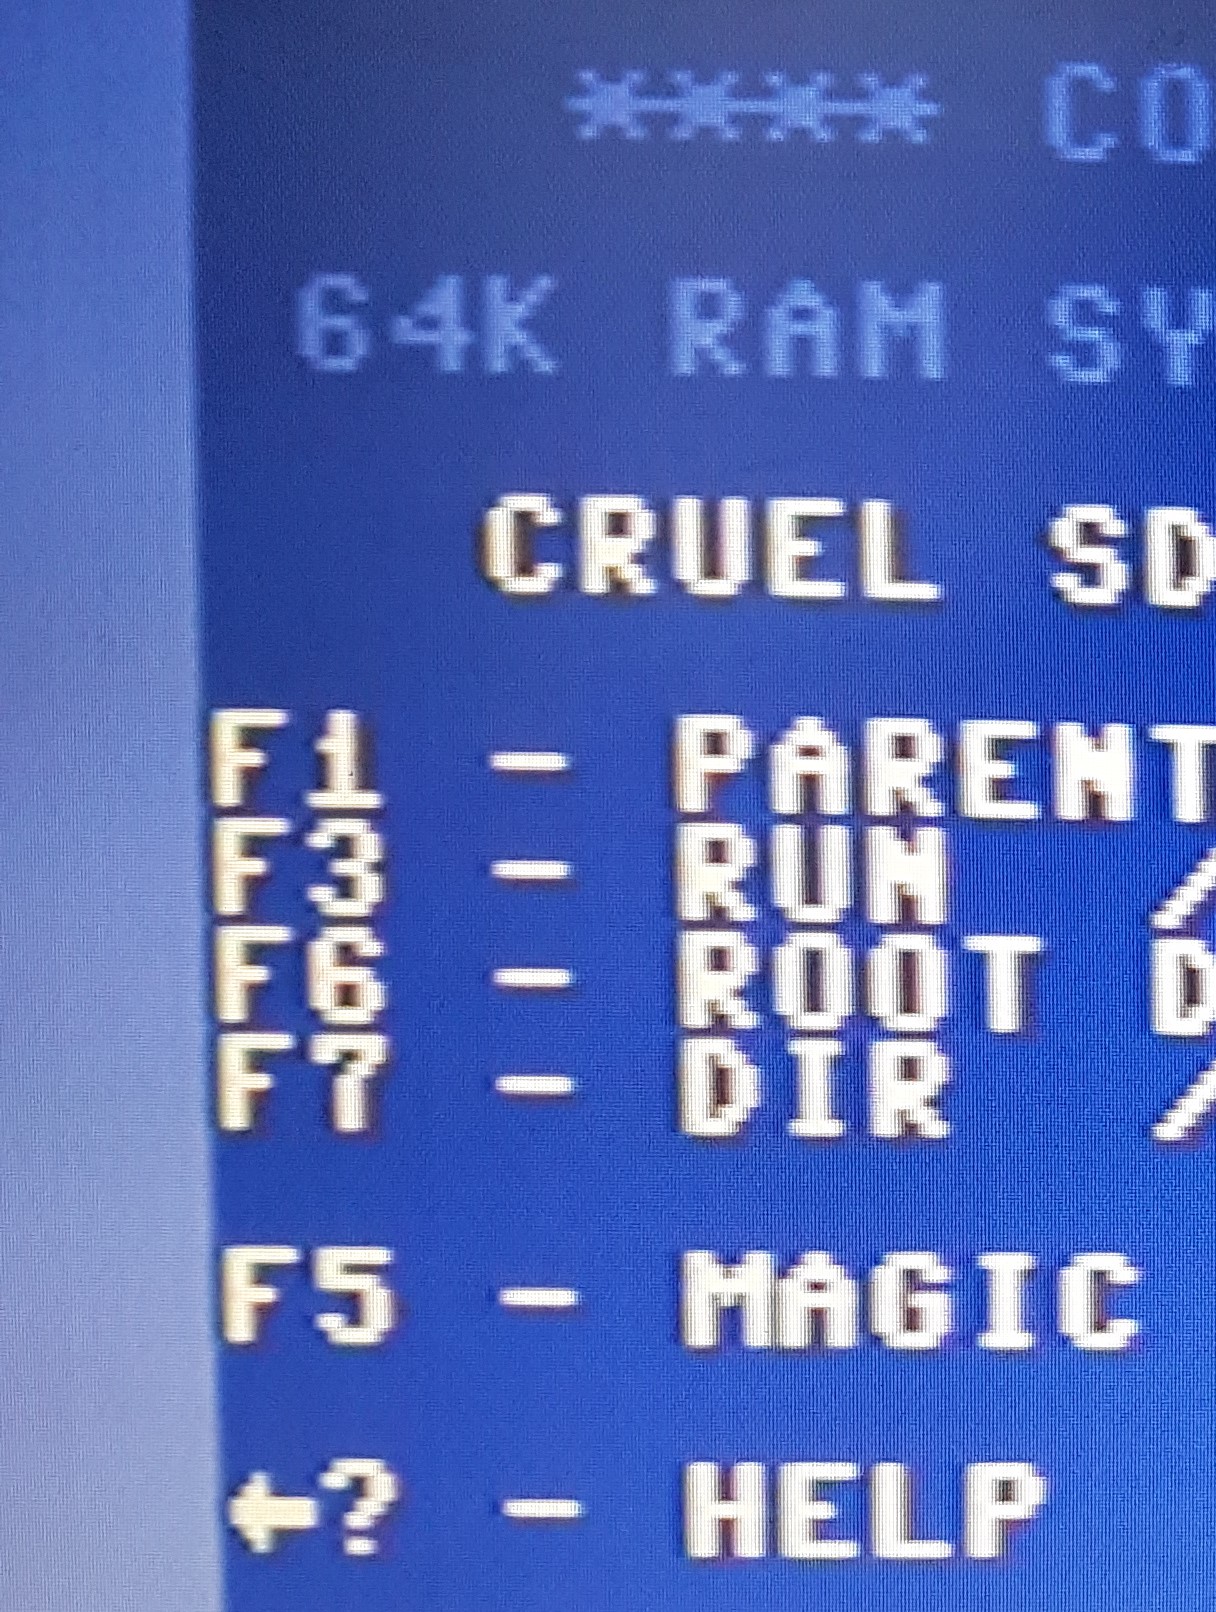 **** CO
64K RAM SY
CRUEL SD
F1 - PARENT
F3 - RUN /
F6 - ROOT D
F7 - DIR /
F5 - MAGIC
←? - HELP